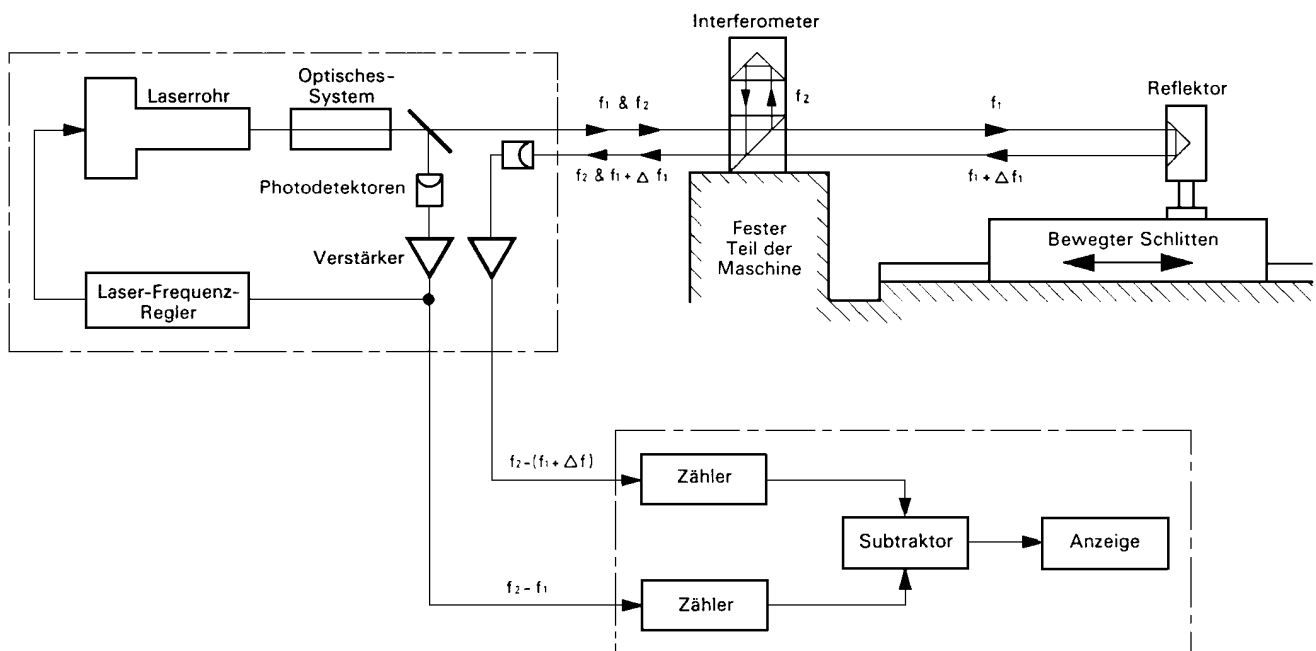 Interferometer
Optisches-
System
Laserrohr
Reflektor
f₁ & f₂
f₂
f₁
Photodetektoren
f₂ & f₁ + △ f₁
f₁ + △f₁
Fester
Teil der
Maschine
Bewegter Schlitten
Verstärker
Laser-Frequenz-
Regler
f₂-(f₁ + △f)
Zähler
Subtraktor
Anzeige
f₂-f₁
Zähler